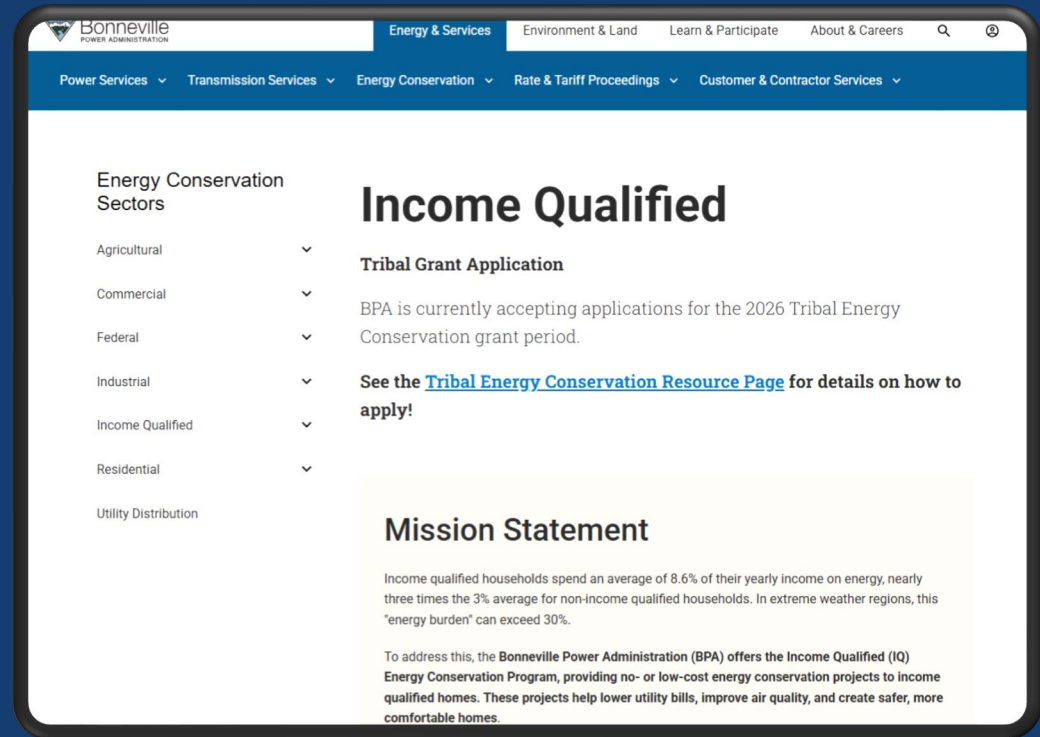 Bonneville
POWER ADMINISTRATION
Energy & Services
Environment & Land
Learn & Participate
About & Careers
Power Services
Transmission Services
Energy Conservation
Rate & Tariff Proceedings
Customer & Contractor Services
Energy Conservation
Sectors
Agricultural
Commercial
Federal
Industrial
Income Qualified
Residential
Utility Distribution
Income Qualified
Tribal Grant Application
BPA is currently accepting applications for the 2026 Tribal Energy
Conservation grant period.
See the Tribal Energy Conservation Resource Page for details on how to
apply!
Mission Statement
Income qualified households spend an average of 8.6% of their yearly income on energy, nearly
three times the 3% average for non-income qualified households. In extreme weather regions, this
"energy burden" can exceed 30%.
To address this, the Bonneville Power Administration (BPA) offers the Income Qualified (IQ)
Energy Conservation Program, providing no- or low-cost energy conservation projects to income
qualified homes. These projects help lower utility bills, improve air quality, and create safer, more
comfortable homes.